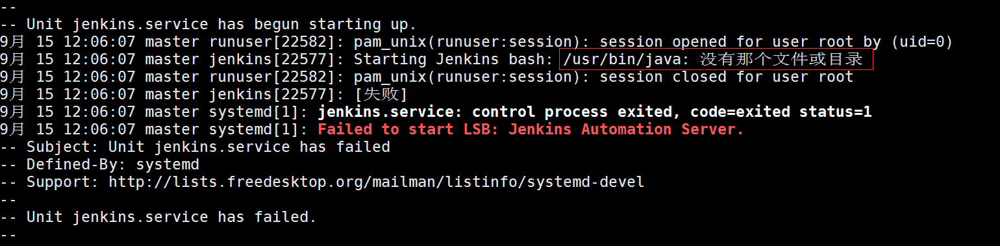 --
-- Unit jenkins.service has begun starting up.
9月 15 12:06:07 master runuser[22582]: pam_unix(runuser:session): session opened for user root by (uid=0)
9月 15 12:06:07 master jenkins[22577]: Starting Jenkins bash: /usr/bin/java: 没有那个文件或目录
9月 15 12:06:07 master runuser[22582]: pam_unix(runuser:session): session closed for user root
9月 15 12:06:07 master jenkins[22577]: [失败]
9月 15 12:06:07 master systemd[1]: jenkins.service: control process exited, code=exited status=1
9月 15 12:06:07 master systemd[1]: Failed to start LSB: Jenkins Automation Server.
-- Subject: Unit jenkins.service has failed
-- Defined-By: systemd
-- Support: http://lists.freedesktop.org/mailman/listinfo/systemd-devel
--
-- Unit jenkins.service has failed.
--